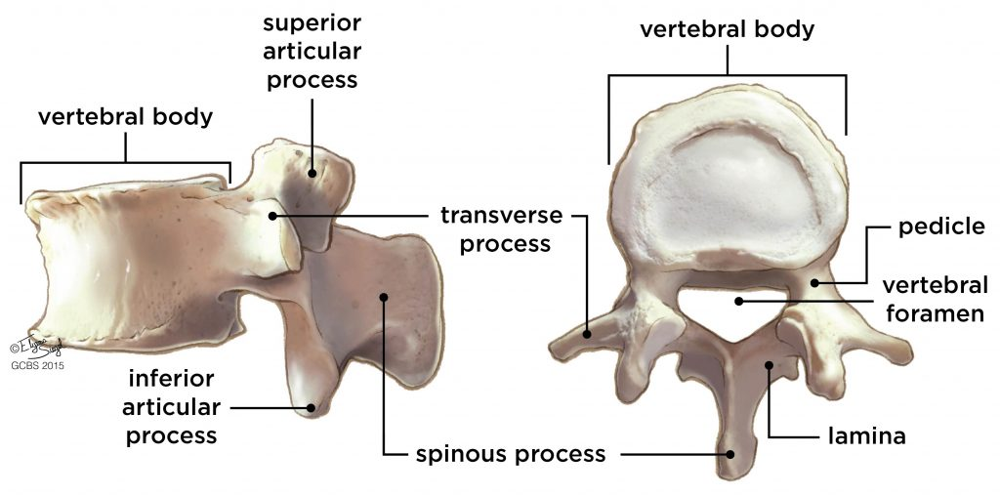 superior
articular
process
vertebral body
vertebral body
transverse
process
pedicle
vertebral
foramen
©
GCBS 2015
inferior
articular
process
spinous process
lamina